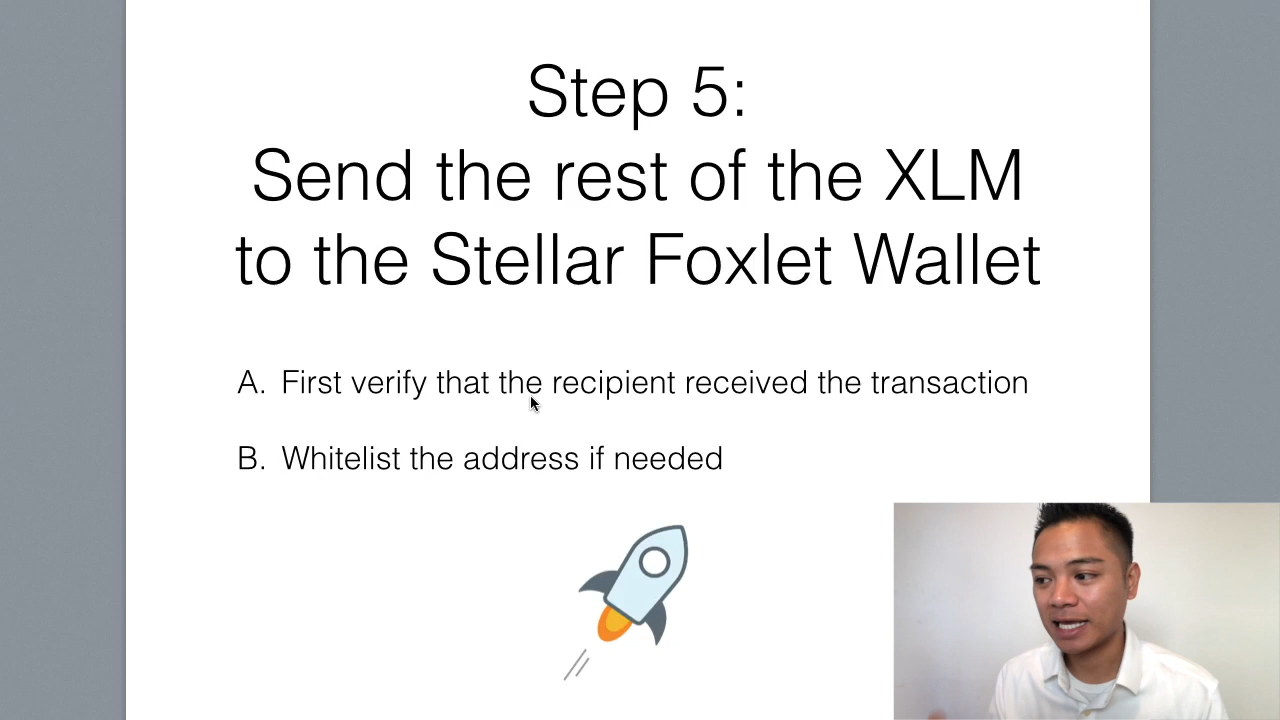 Step 5:
Send the rest of the XLM
to the Stellar Foxlet Wallet
A. First verify that the recipient received the transaction
B. Whitelist the address if needed